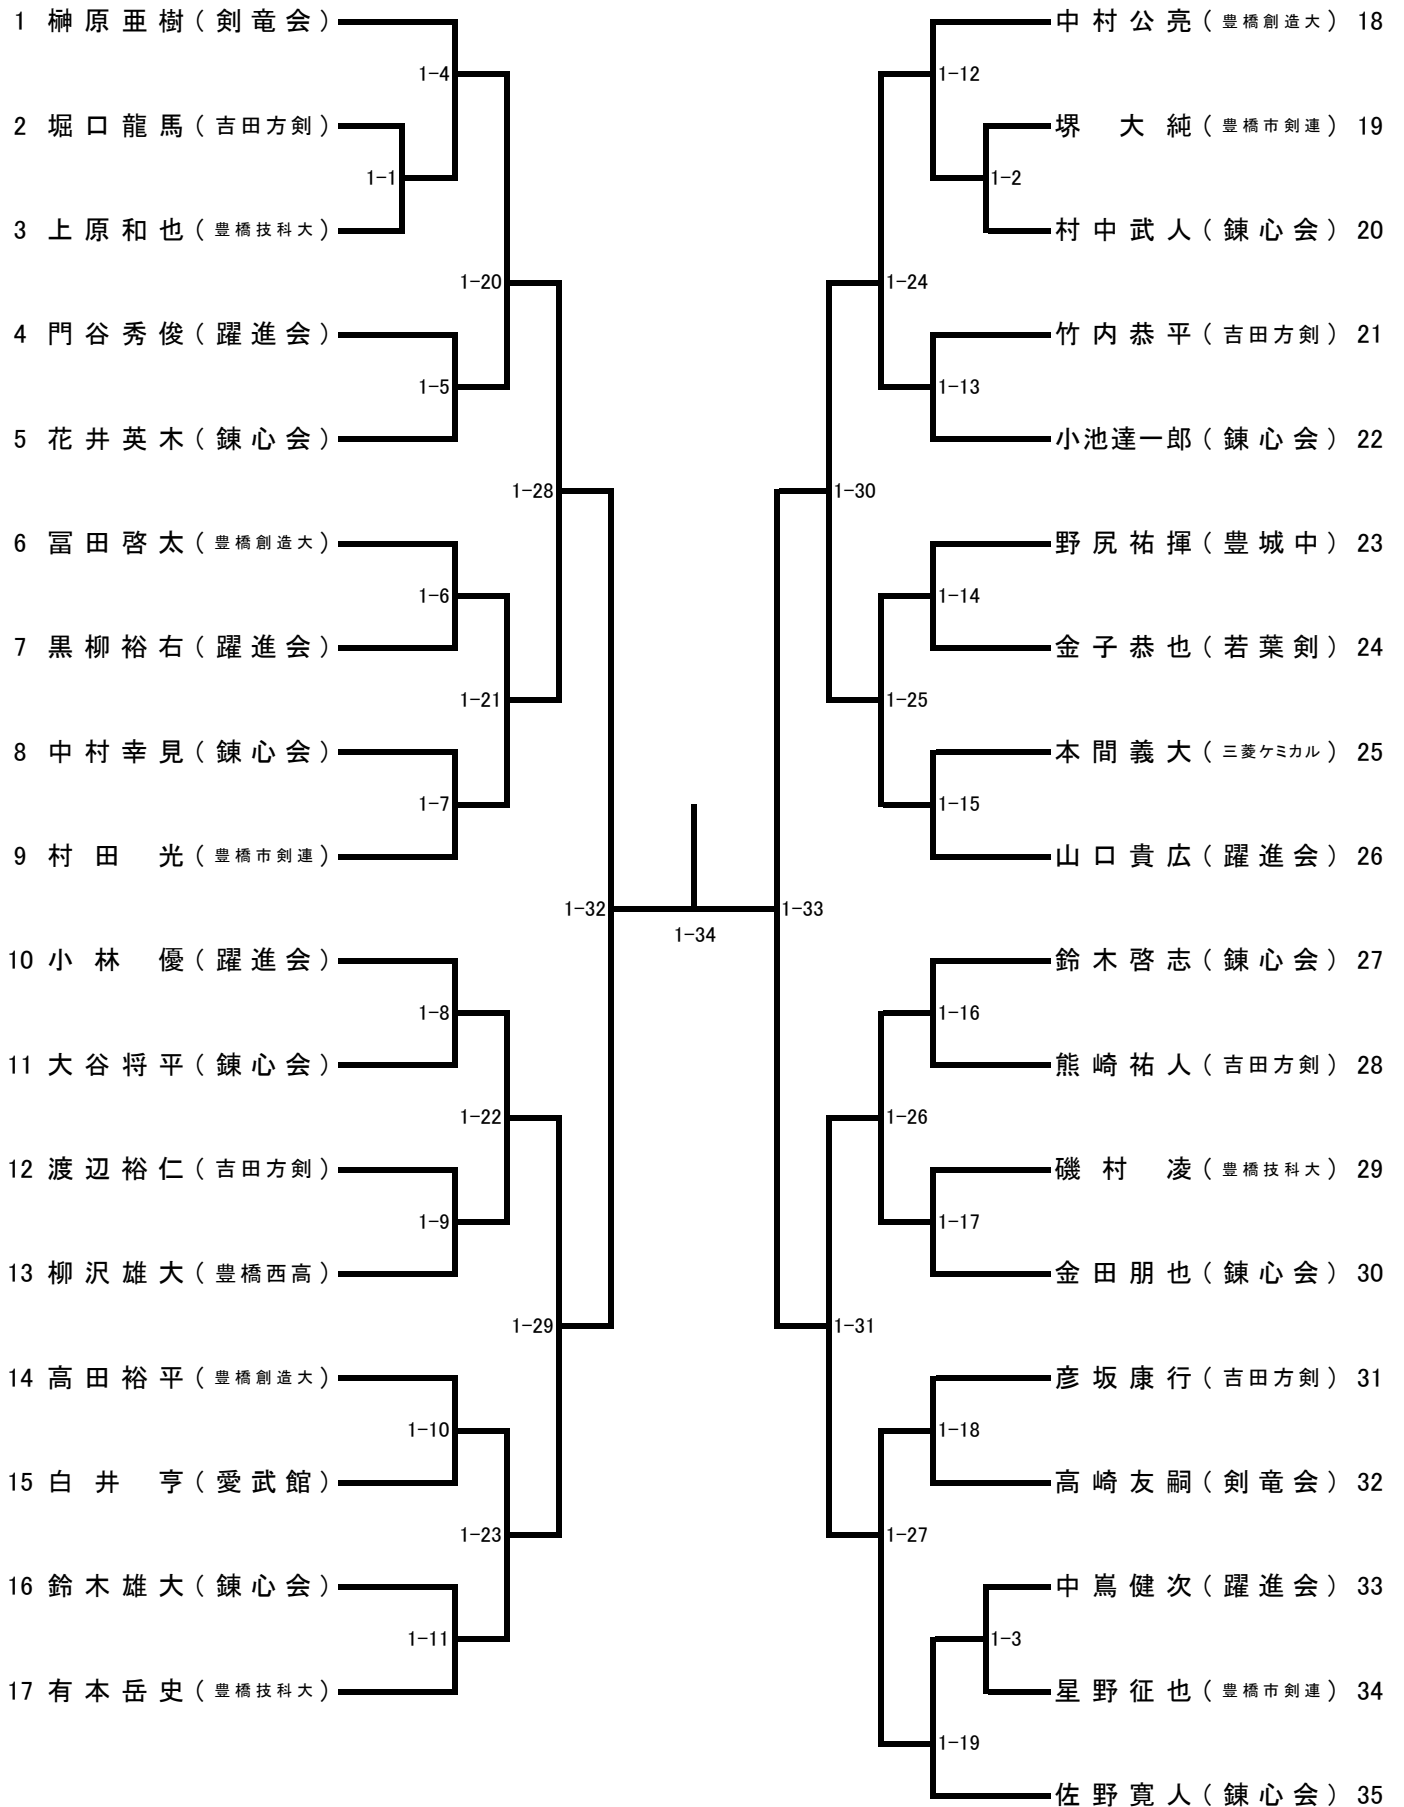 1 榊原亜樹(剣竜会)
2 堀口龍馬(吉田方剣)
3 上原和也(豊橋技科大)
4 門谷秀俊(躍進会)
5 花井英木(錬心会)
6 冨田啓太(豊橋創造大)
7 黒柳裕右(躍進会)
8 中村幸見(錬心会)
9 村田 光(豊橋市剣連)
10 小林 優(躍進会)
11 大谷将平(錬心会)
12 渡辺裕仁(吉田方剣)
13 柳沢雄大(豊橋西高)
14 高田裕平(豊橋創造大)
15 白井 亨(愛武館)
16 鈴木雄大(錬心会)
17 有本岳史(豊橋技科大)
1-1
1-4
1-5
1-6
1-7
1-8
1-9
1-10
1-11
1-20
1-21
1-22
1-23
1-28
1-29
1-32
1-34
1-33
1-30
1-31
1-24
1-25
1-26
1-27
1-12
1-13
1-14
1-15
1-16
1-17
1-18
1-19
1-2
1-3
中村公亮(豊橋創造大) 18
堺 大純(豊橋市剣連) 19
村中武人(錬心会) 20
竹内恭平(吉田方剣) 21
小池達一郎(錬心会) 22
野尻祐揮(豊城中) 23
金子恭也(若葉剣) 24
本間義大(三菱ケミカル) 25
山口貴広(躍進会) 26
鈴木啓志(錬心会) 27
熊崎祐人(吉田方剣) 28
磯村 凌(豊橋技科大) 29
金田朋也(錬心会) 30
彦坂康行(吉田方剣) 31
高崎友嗣(剣竜会) 32
中嶌健次(躍進会) 33
星野征也(豊橋市剣連) 34
佐野寛人(錬心会) 35